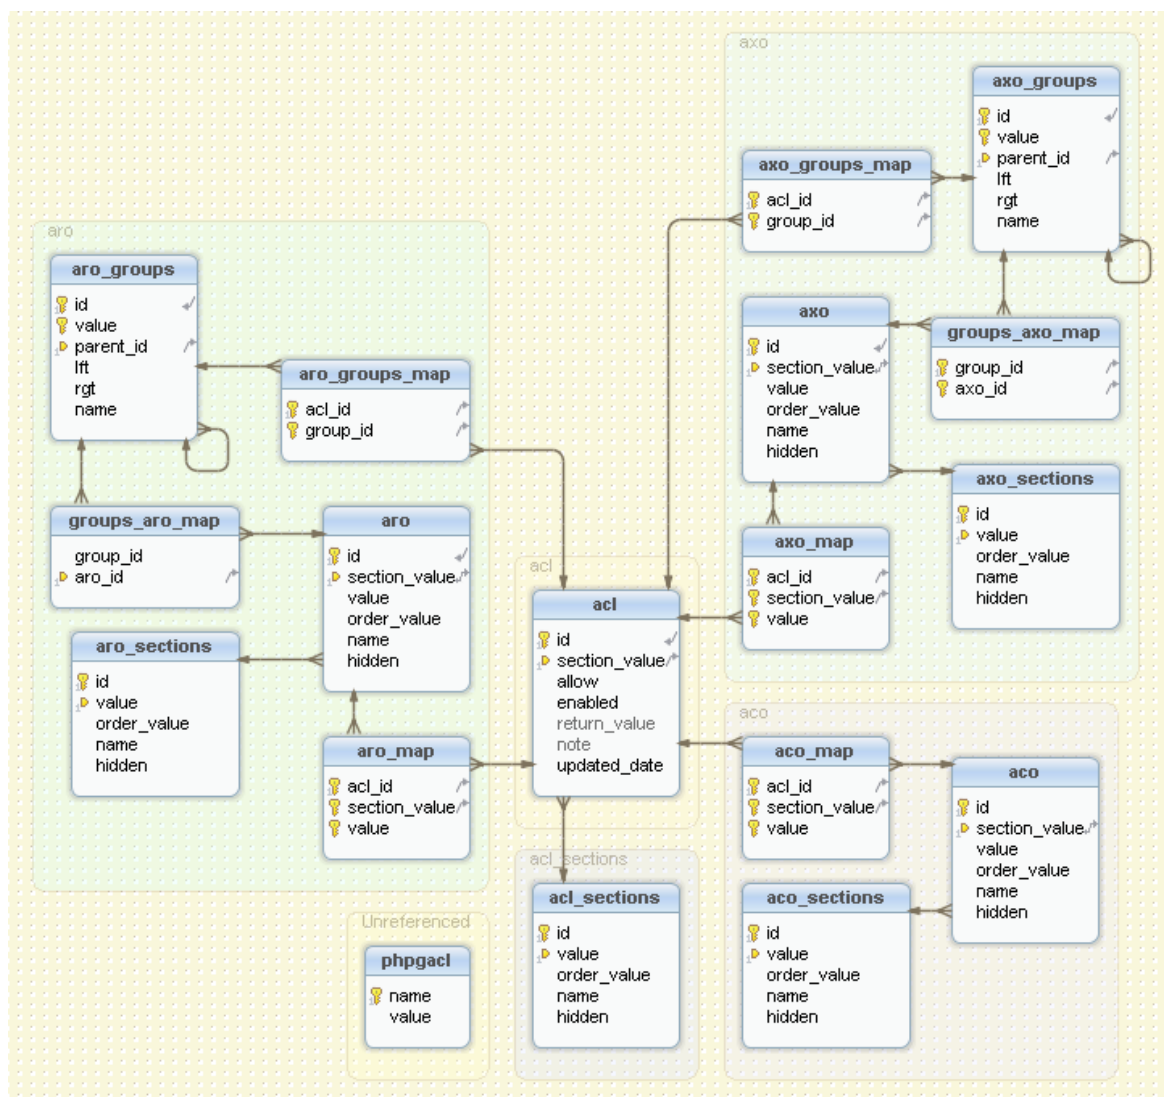 axo
axo_groups
id
value
parent_id
lft
rgt
name
axo_groups_map
acl_id
group_id
axo
id
section_value
value
order_value
name
hidden
groups_axo_map
group_id
axo_id
axo_sections
id
value
order_value
name
hidden
axo_map
acl_id
section_value
value
aro
aro_groups
id
value
parent_id
lft
rgt
name
aro_groups_map
acl_id
group_id
groups_aro_map
group_id
aro_id
aro
id
section_value
value
order_value
name
hidden
aro_sections
id
value
order_value
name
hidden
aro_map
acl_id
section_value
value
acl
acl
id
section_value
allow
enabled
return_value
note
updated_date
aco
aco_map
acl_id
section_value
value
aco
id
section_value
value
order_value
name
hidden
aco_sections
id
value
order_value
name
hidden
acl_sections
acl_sections
id
value
order_value
name
hidden
Unreferenced
phpgacl
name
value